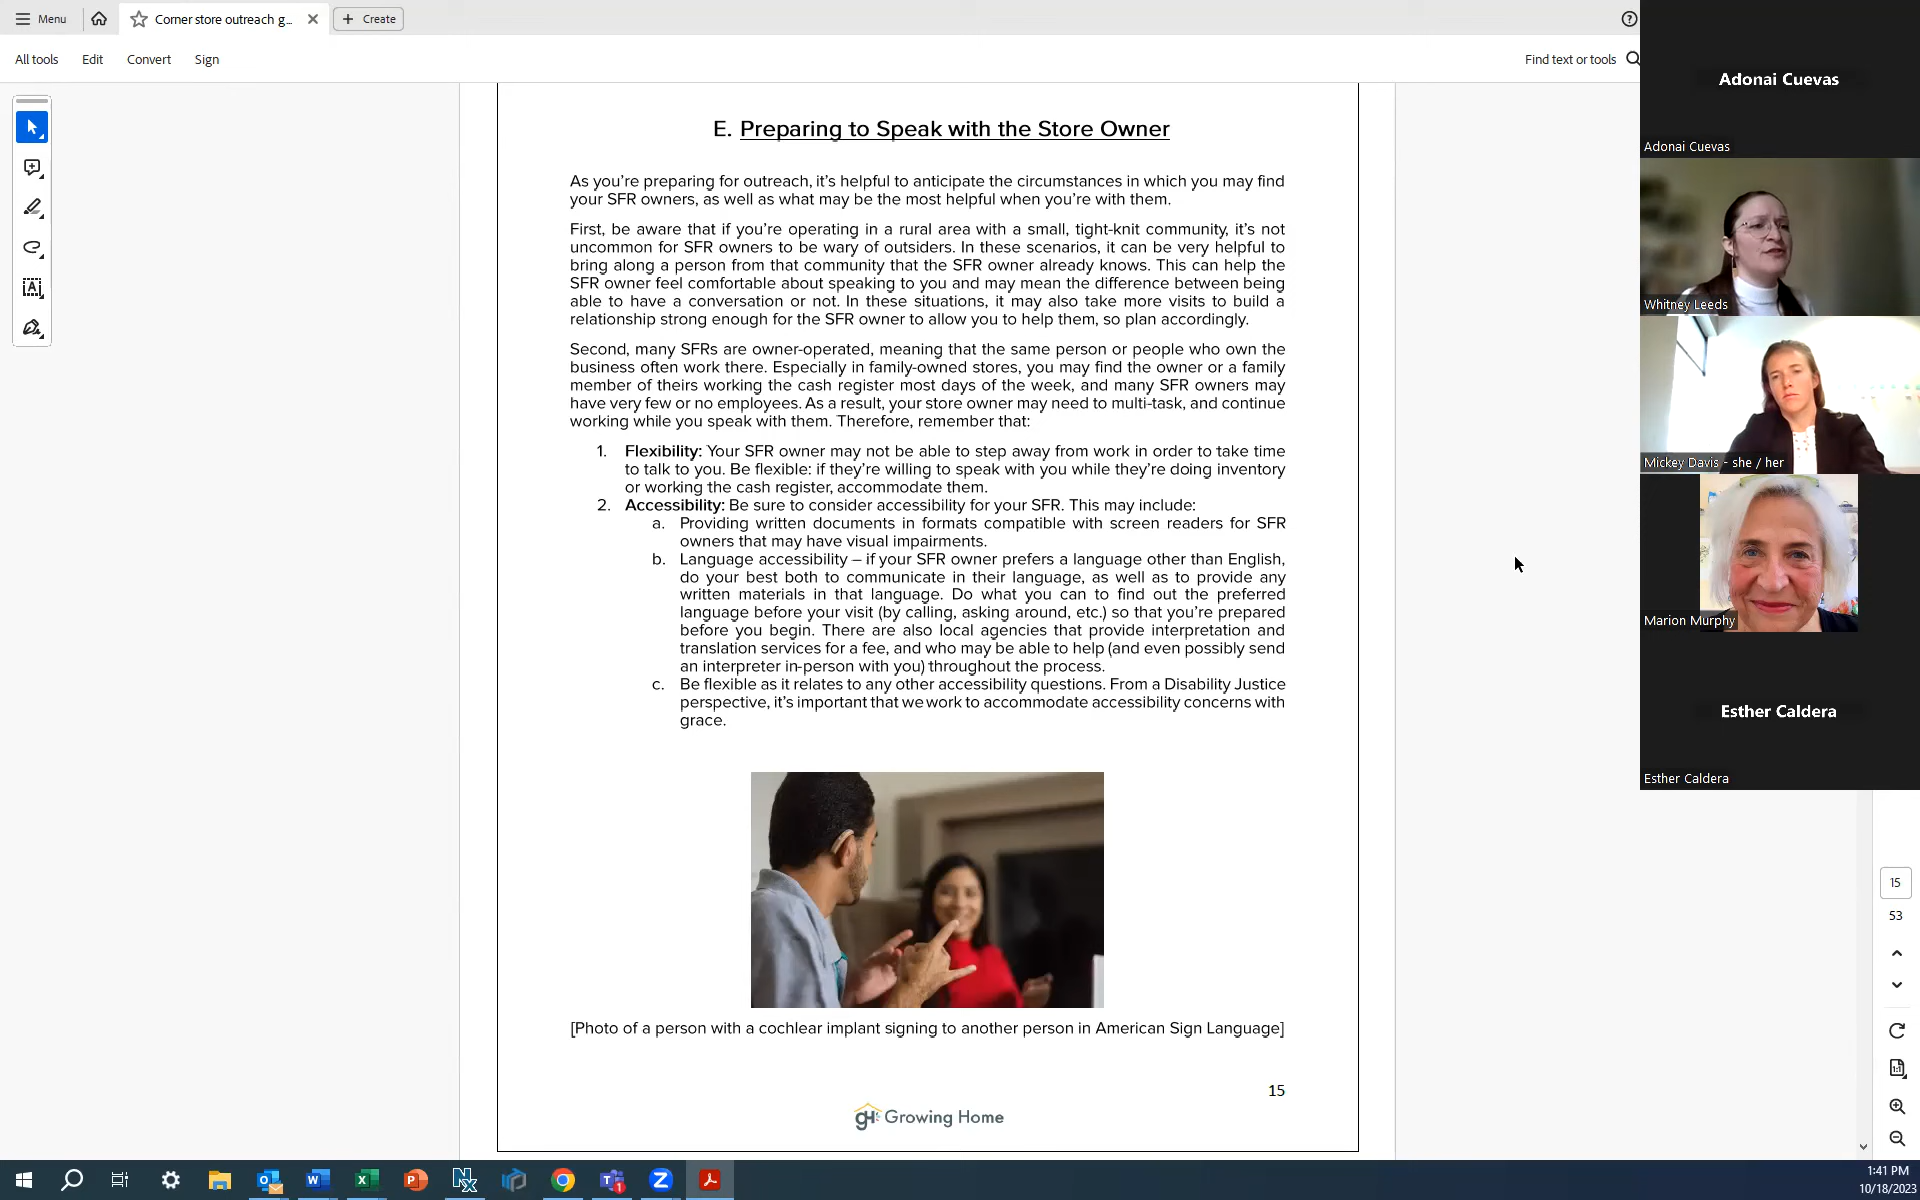 Menu
Corner store outreach g...
Create
All tools
Edit
Convert
Sign
Find text or tools
E. Preparing to Speak with the Store Owner
As you're preparing for outreach, it's helpful to anticipate the circumstances in which you may find
your SFR owners, as well as what may be the most helpful when you're with them.
First, be aware that if you're operating in a rural area with a small, tight-knit community, it's not
uncommon for SFR owners to be wary of outsiders. In these scenarios, it can be very helpful to
bring along a person from that community that the SFR owner already knows. This can help the
SFR owner feel comfortable about speaking to you and may mean the difference between being
able to have a conversation or not. In these situations, it may also take more visits to build a
relationship strong enough for the SFR owner to allow you to help them, so plan accordingly.
Second, many SFRs are owner-operated, meaning that the same person or people who own the
business often work there. Especially in family-owned stores, you may find the owner or a family
member of theirs working the cash register most days of the week, and many SFR owners may
have very few or no employees. As a result, your store owner may need to multi-task, and continue
working while you speak with them. Therefore, remember that:
1. Flexibility: Your SFR owner may not be able to step away from work in order to take time
to talk to you. Be flexible: if they're willing to speak with you while they're doing inventory
or working the cash register, accommodate them.
2. Accessibility: Be sure to consider accessibility for your SFR. This may include:
a. Providing written documents in formats compatible with screen readers for SFR
owners that may have visual impairments.
b. Language accessibility – if your SFR owner prefers a language other than English,
do your best both to communicate in their language, as well as to provide any
written materials in that language. Do what you can to find out the preferred
language before your visit (by calling, asking around, etc.) so that you're prepared
before you begin. There are also local agencies that provide interpretation and
translation services for a fee, and who may be able to help (and even possibly send
an interpreter in-person with you) throughout the process.
c. Be flexible as it relates to any other accessibility questions. From a Disability Justice
perspective, it's important that we work to accommodate accessibility concerns with
grace.
[Photo of a person with a cochlear implant signing to another person in American Sign Language]
15
gH Growing Home
Adonai Cuevas
Adonai Cuevas
Whitney Leeds
Mickey Davis - she / her
Marion Murphy
Esther Caldera
Esther Caldera
15
53
1:41 PM
10/18/2023